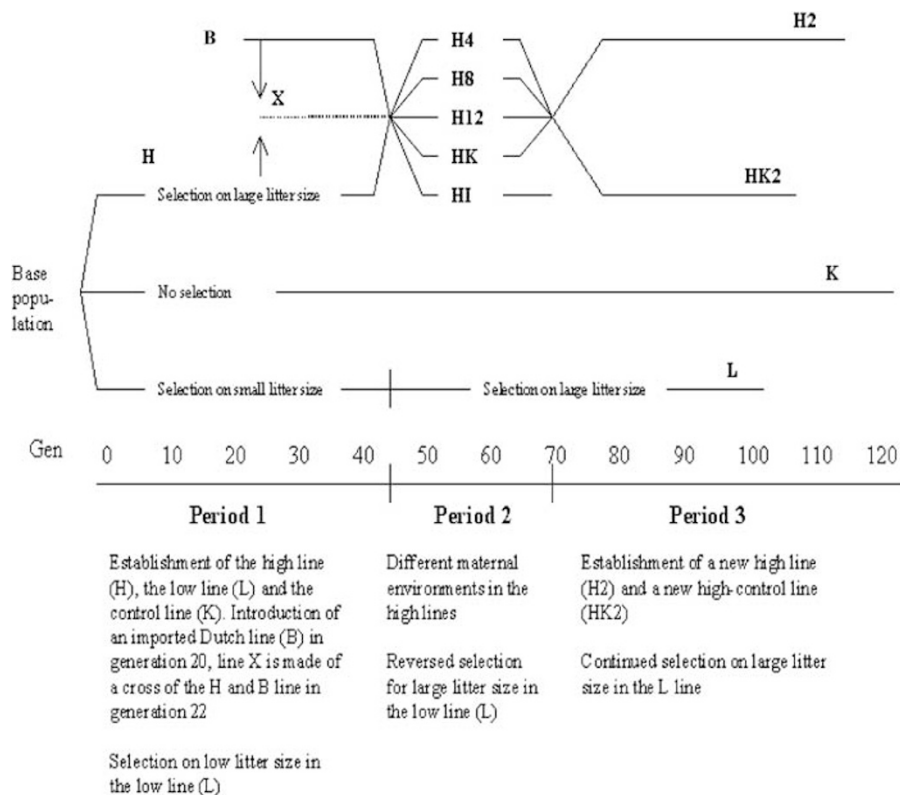 B
H4
H2
H8
X
H12
H
HK
HK2
Selection on large litter size
HI
Base
popu-
lation
No selection
K
Selection on small litter size
Selection on large litter size
L
Gen 0 10 20 30 40 50 60 70 80 90 100 110 120
Period 1
Establishment of the high line
(H), the low line (L) and the
control line (K). Introduction of
an imported Dutch line (B) in
generation 20, line X is made of
a cross of the H and B line in
generation 22
Selection on low litter size in
the low line (L)
Period 2
Different maternal
environments in the
high lines
Reversed selection
for large litter size in
the low line (L)
Period 3
Establishment of a new high line
(H2) and a new high-control line
(HK2)
Continued selection on large litter
size in the L line